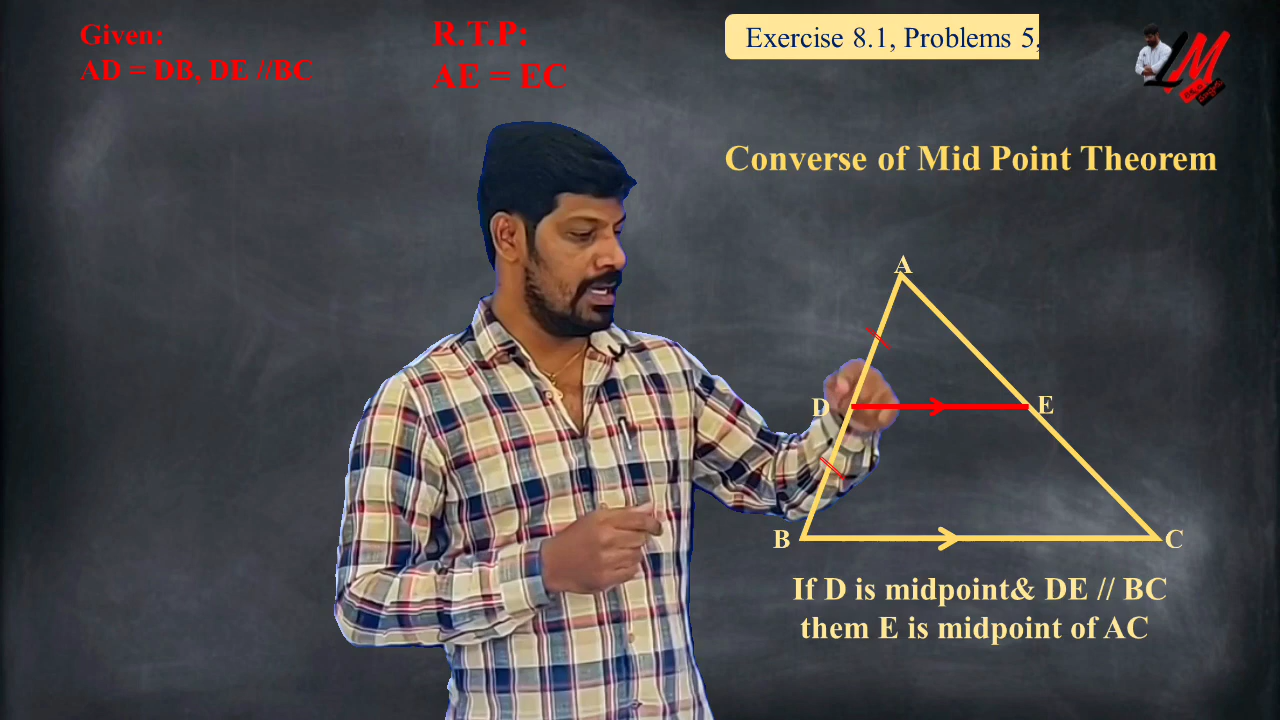 Given:
AD = DB, DE //BC
R.T.P:
AE = EC
Exercise 8.1, Problems 5,
LM
Converse of Mid Point Theorem
A
D
E
B
C
If D is midpoint& DE // BC
them E is midpoint of AC